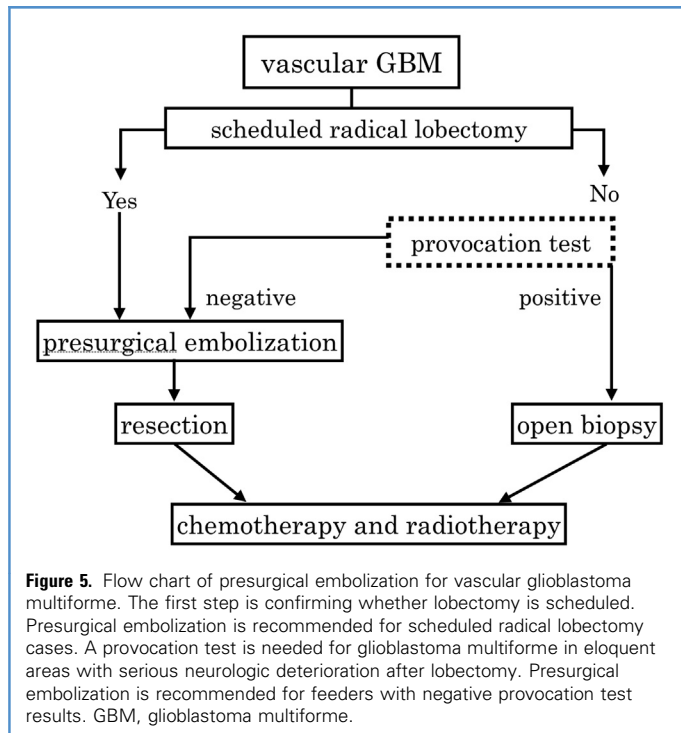 vascular GBM
scheduled radical lobectomy
Yes
No
provocation test
negative
positive
presurgical embolization
resection
open biopsy
chemotherapy and radiotherapy
Figure 5. Flow chart of presurgical embolization for vascular glioblastoma
multiforme. The first step is confirming whether lobectomy is scheduled.
Presurgical embolization is recommended for scheduled radical lobectomy
cases. A provocation test is needed for glioblastoma multiforme in eloquent
areas with serious neurologic deterioration after lobectomy. Presurgical
embolization is recommended for feeders with negative provocation test
results. GBM, glioblastoma multiforme.